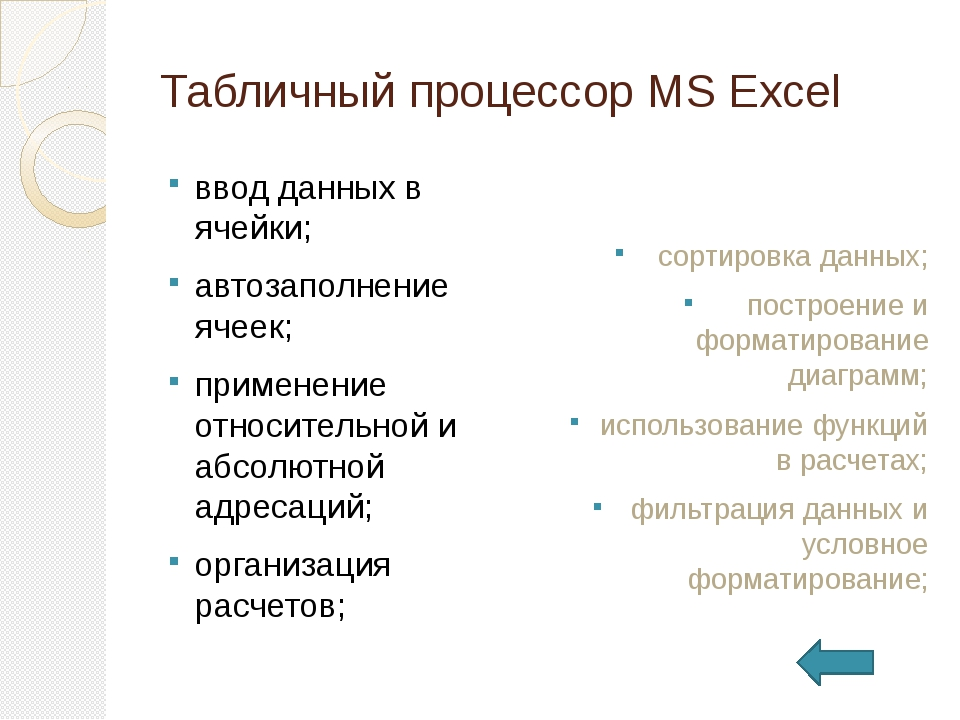 Табличный процессор MS Excel
ввод данных в
ячейки;
автозаполнение
ячеек;
применение
относительной и
абсолютной
адресаций;
организация
расчетов;
сортировка данных;
построение и
форматирование
диаграмм;
использование функций
в расчетах;
фильтрация данных и
условное
форматирование;